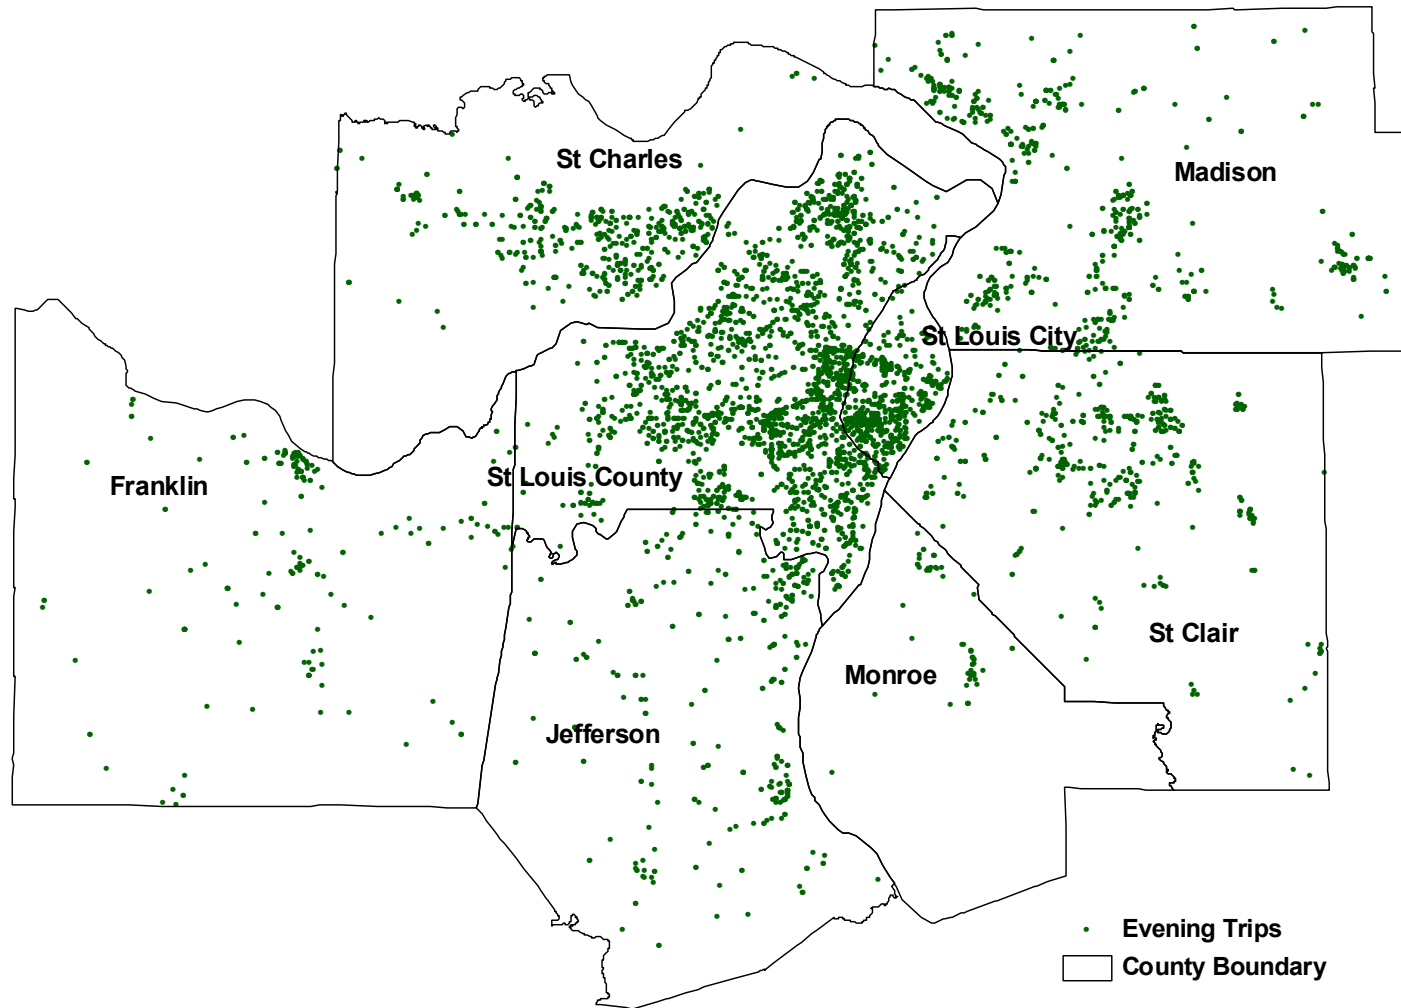 St Charles
Madison
St Louis City
St Louis County
Franklin
St Clair
Monroe
Jefferson
Evening Trips
County Boundary